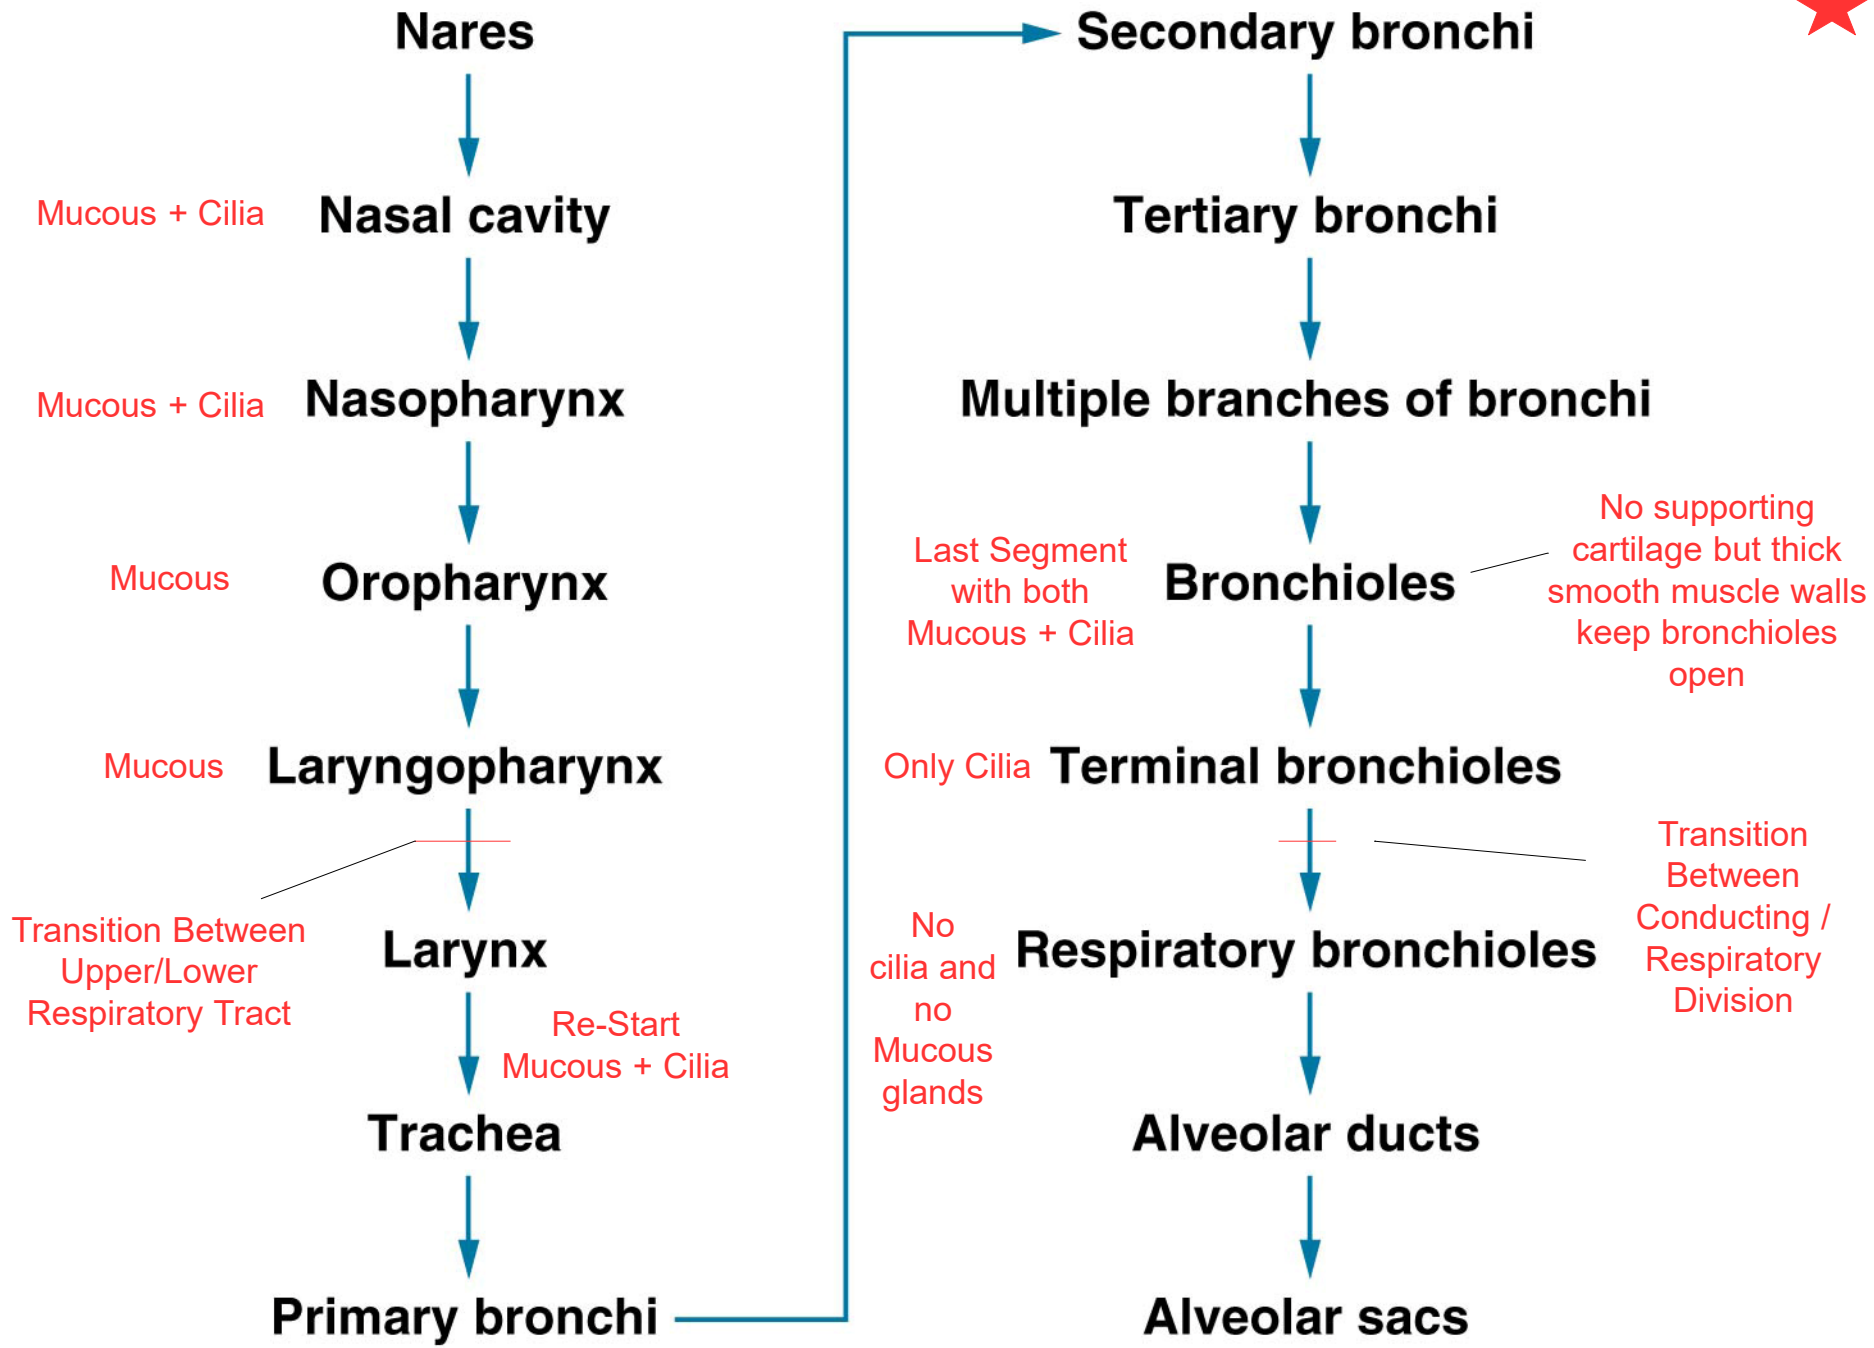 Nares
Mucous + Cilia
Nasal cavity
Mucous + Cilia
Nasopharynx
Mucous
Oropharynx
Mucous
Laryngopharynx
Transition Between
Upper/Lower
Respiratory Tract
Larynx
Re-Start
Mucous + Cilia
Trachea
Primary bronchi
Secondary bronchi
Tertiary bronchi
Multiple branches of bronchi
Last Segment
with both
Mucous + Cilia
Bronchioles
No supporting
cartilage but thick
smooth muscle walls
keep bronchioles
open
Only Cilia
Terminal bronchioles
Transition
Between
Conducting /
Respiratory
Division
No
cilia and
no
Mucous
glands
Respiratory bronchioles
Alveolar ducts
Alveolar sacs